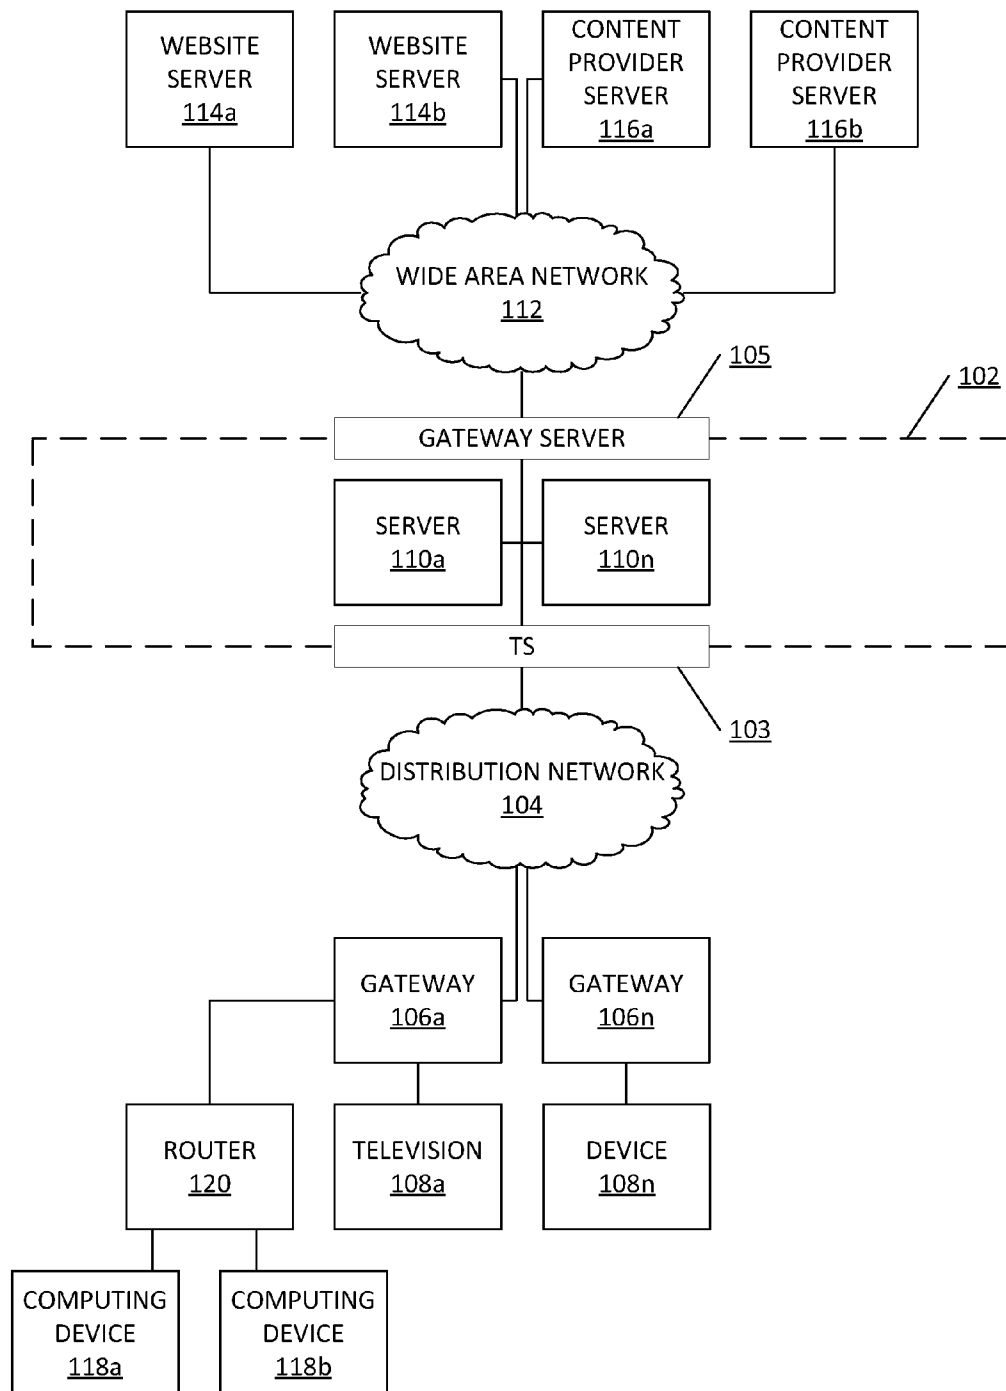 WEBSITE
SERVER
114a
WEBSITE
SERVER
114b
CONTENT
PROVIDER
SERVER
116a
CONTENT
PROVIDER
SERVER
116b
WIDE AREA NETWORK
112
105
102
GATEWAY SERVER
SERVER
110a
SERVER
110n
TS
103
DISTRIBUTION NETWORK
104
GATEWAY
106a
GATEWAY
106n
ROUTER
120
TELEVISION
108a
DEVICE
108n
COMPUTING
DEVICE
118a
COMPUTING
DEVICE
118b